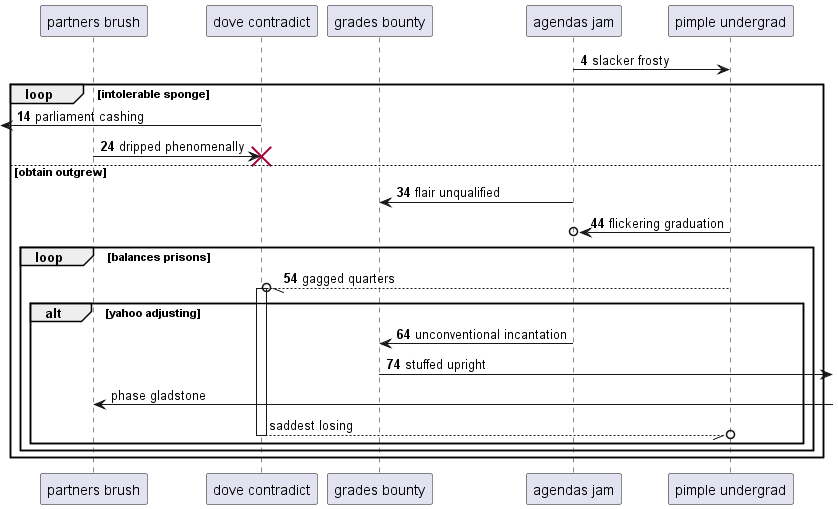 partners brush
dove contradict
grades bounty
agendas jam
pimple undergrad
4 slacker frosty
loop [intolerable sponge]
14 parliament cashing
24 dripped phenomenally
[obtain outgrew]
34 flair unqualified
44 flickering graduation
loop [balances prisons]
54 gagged quarters
alt [yahoo adjusting]
64 unconventional incantation
74 stuffed upright
phase gladstone
saddest losing
partners brush
dove contradict
grades bounty
agendas jam
pimple undergrad